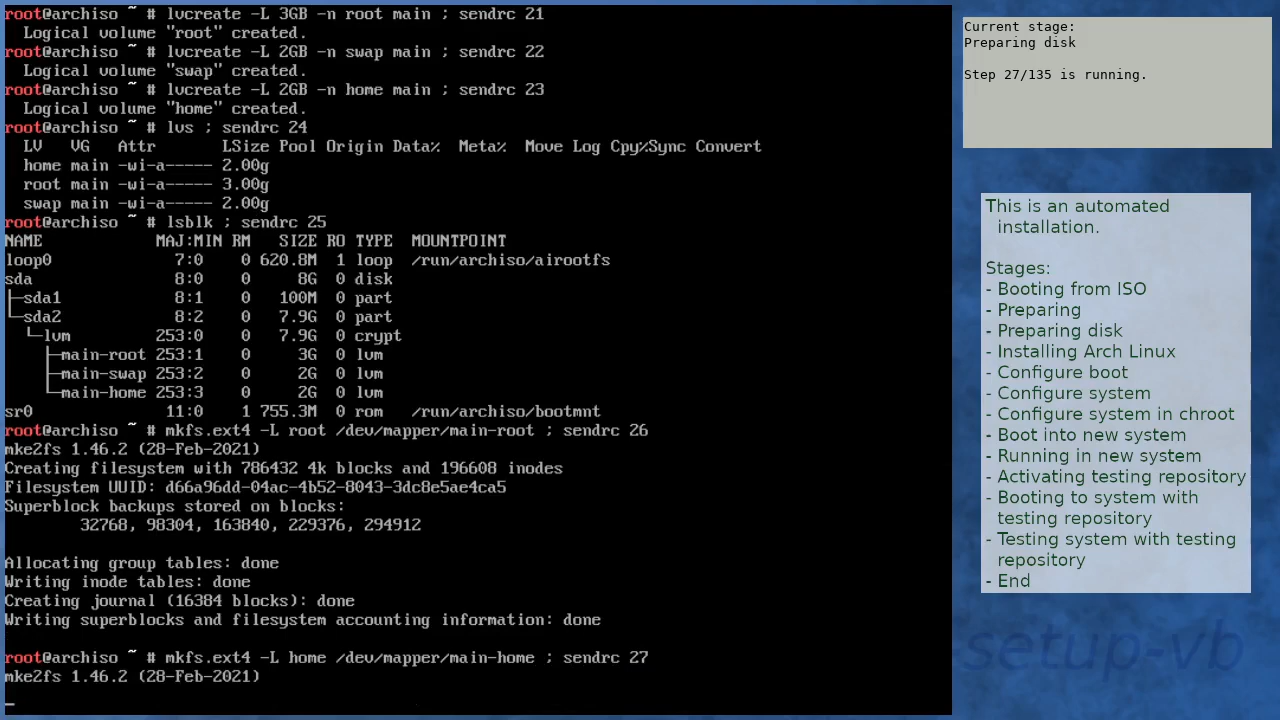 root@archiso ~ # lvcreate -L 3GB -n root main ; sendrc 21
  Logical volume "root" created.
root@archiso ~ # lvcreate -L 2GB -n swap main ; sendrc 22
  Logical volume "swap" created.
root@archiso ~ # lvcreate -L 2GB -n home main ; sendrc 23
  Logical volume "home" created.
root@archiso ~ # lvs ; sendrc 24
  LV   VG   Attr       LSize Pool Origin Data%  Meta%  Move Log Cpy%Sync Convert
  home main -wi-a----- 2.00g
  root main -wi-a----- 3.00g
  swap main -wi-a----- 2.00g
root@archiso ~ # lsblk ; sendrc 25
NAME            MAJ:MIN RM   SIZE RO TYPE  MOUNTPOINT
loop0             7:0    0 620.8M  1 loop  /run/archiso/airootfs
sda               8:0    0     8G  0 disk
├─sda1            8:1    0   100M  0 part
└─sda2            8:2    0   7.9G  0 part
  └─lvm         253:0    0   7.9G  0 crypt
    ├─main-root 253:1    0     3G  0 lvm
    ├─main-swap 253:2    0     2G  0 lvm
    └─main-home 253:3    0     2G  0 lvm
sr0              11:0    1 755.3M  0 rom   /run/archiso/bootmnt
root@archiso ~ # mkfs.ext4 -L root /dev/mapper/main-root ; sendrc 26
mke2fs 1.46.2 (28-Feb-2021)
Creating filesystem with 786432 4k blocks and 196608 inodes
Filesystem UUID: d66a96dd-04ac-4b52-8043-3dc8e5ae4ca5
Superblock backups stored on blocks:
        32768, 98304, 163840, 229376, 294912
Allocating group tables: done
Writing inode tables: done
Creating journal (16384 blocks): done
Writing superblocks and filesystem accounting information: done
root@archiso ~ # mkfs.ext4 -L home /dev/mapper/main-home ; sendrc 27
mke2fs 1.46.2 (28-Feb-2021)
_
Current stage:
Preparing disk
Step 27/135 is running.
This is an automated
installation.
Stages:
- Booting from ISO
- Preparing
- Preparing disk
- Installing Arch Linux
- Configure boot
- Configure system
- Configure system in chroot
- Boot into new system
- Running in new system
- Activating testing repository
- Booting to system with
testing repository
- Testing system with testing
repository
- End
setup-vb